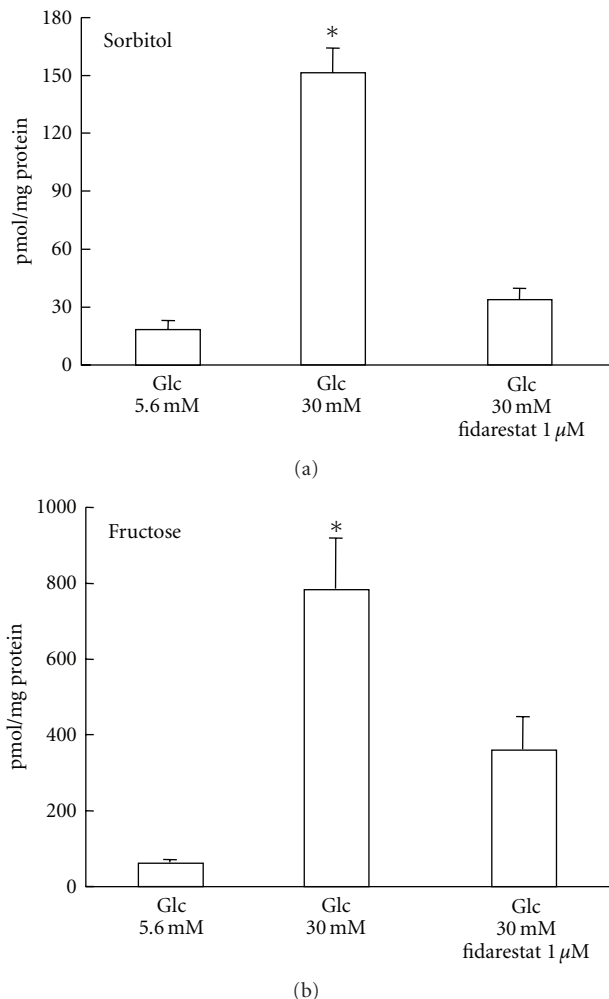 180
Sorbitol
*
150
120
90
60
30
0
pmol/mg protein
Glc
5.6 mM
Glc
30 mM
Glc
30 mM
fidarestat 1 μM
(a)
1000
Fructose
*
800
600
400
200
0
pmol/mg protein
Glc
5.6 mM
Glc
30 mM
Glc
30 mM
fidarestat 1 μM
(b)